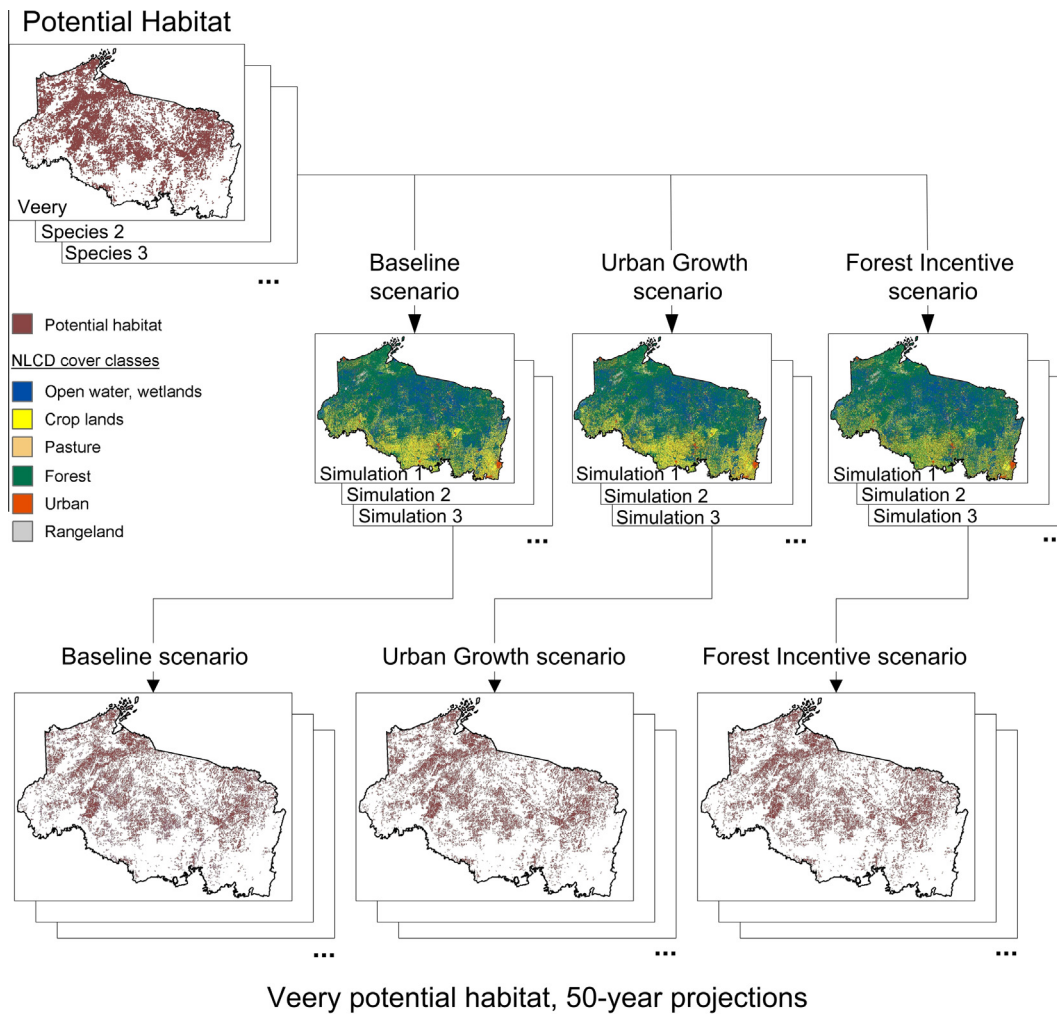 Potential Habitat
Veery
Species 2
Species 3
...
Potential habitat
NLCD cover classes
Open water, wetlands
Crop lands
Pasture
Forest
Urban
Rangeland
Baseline
scenario
Urban Growth
scenario
Forest Incentive
scenario
Simulation 1
Simulation 2
Simulation 3
...
Simulation 1
Simulation 2
Simulation 3
...
Simulation 1
Simulation 2
Simulation 3
...
Baseline scenario
Urban Growth scenario
Forest Incentive scenario
...
...
...
Veery potential habitat, 50-year projections